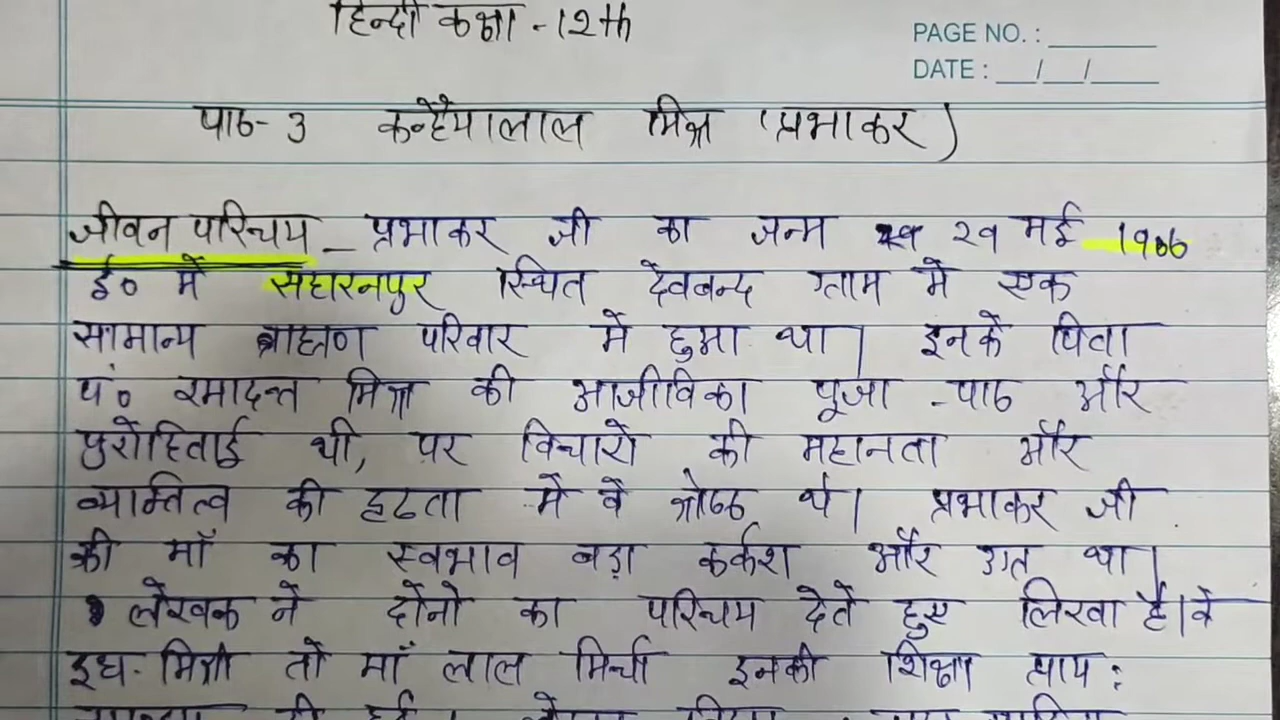 हिन्दी कक्षा - 12th
PAGE NO. :
DATE : / /
पाठ- 3 कन्हैयालाल मिश्र (प्रभाकर)
जीवन परिचय - प्रभाकर जी का जन्म 29 मई 1906
ई० में सहारनपुर स्थित देवबन्द ग्राम में एक
सामान्य ब्राह्मण परिवार में हुआ था। इनके पिता
पं० रमादत्त मिश्र की आजीविका पूजा -पाठ और
पुरोहिताई थी, पर विचारों की महानता और
व्यक्तित्व की दृढता में वे श्रेष्ठ थे। प्रभाकर जी
की माँ का स्वभाव बड़ा कर्कश और उग्र था।
लेखक ने दोनो का परिचय देते हुए लिखा है। वे
दूध-मिश्री तो माँ लाल मिर्च इनकी शिक्षा प्राय: